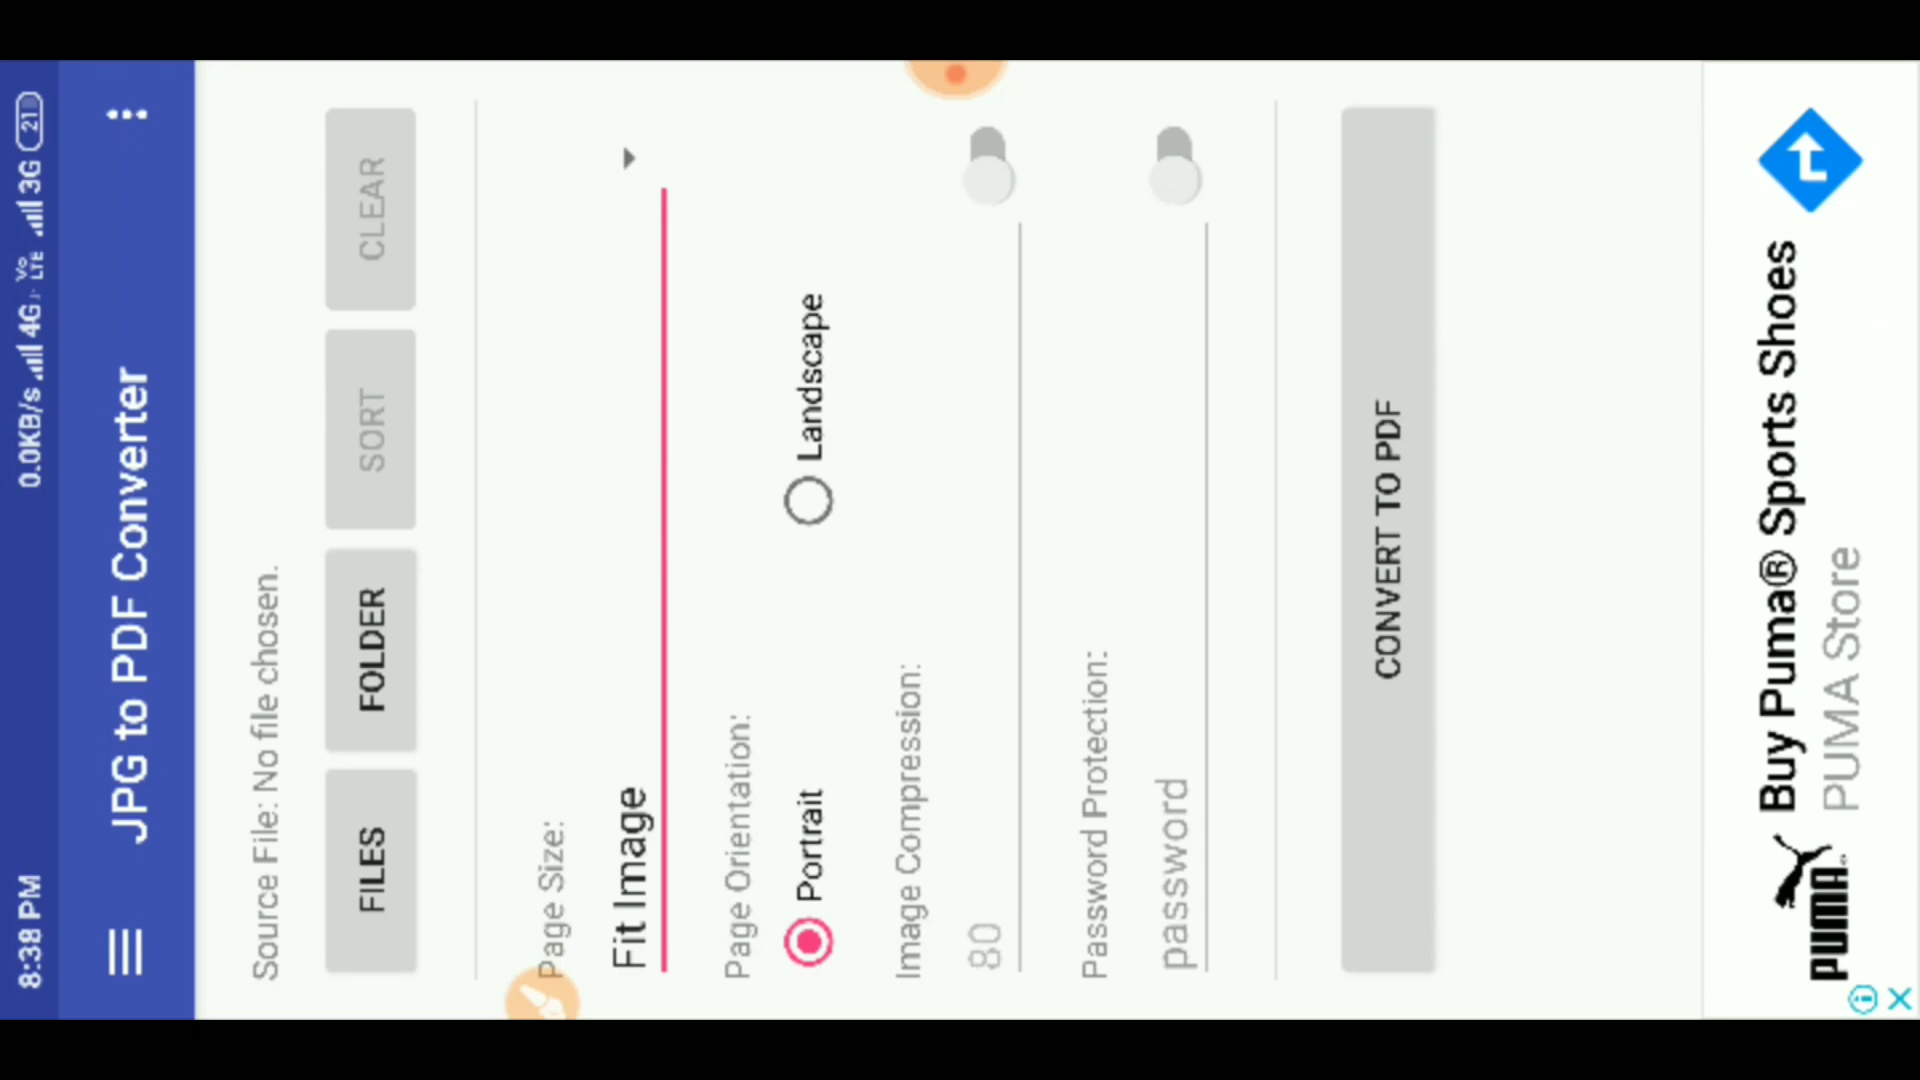 8:38 PM 0.0KB/s 4G Vo LTE 3G 21
JPG to PDF Converter
Source File: No file chosen.
FILES FOLDER SORT CLEAR
Page Size:
Fit Image
Page Orientation:
Portrait Landscape
Image Compression:
80
Password Protection:
password
CONVERT TO PDF
PUMA
Buy Puma® Sports Shoes
PUMA Store